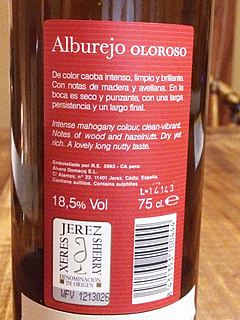 Alburejo OLOROSO
De color caoba intenso, limpio y brillante.
Con notas de madera y avellana. En la
boca es seco y punzante, con una larga
persistencia y un largo final.
Intense mahogany colour, clean-vibrant.
Notes of wood and hazelnuts. Dry yet
rich. A lovely long nutty taste.
Embotellado por R.E. 5963 - CA para:
Alvaro Domecq S.L.
C/ Alamos, nº 23. 11401 Jerez. Cádiz. España.
Contiene sulfitos. Contains sulphites
L-14143
18,5% Vol 75 cl. e
JEREZ
XERES
SHERRY
DENOMINACIÓN
DE ORIGEN
VFV 1213026